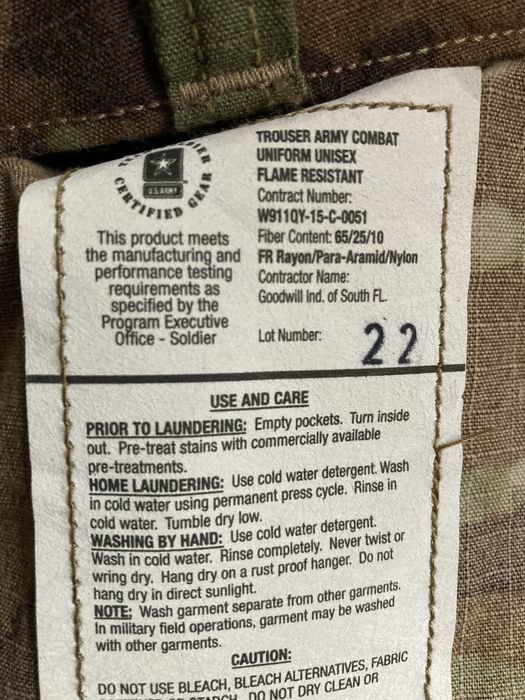 TROUSER ARMY COMBAT
UNIFORM UNISEX
FLAME RESISTANT
Contract Number:
W911QY-15-C-0051
Fiber Content: 65/25/10
FR Rayon/Para-Aramid/Nylon
Contractor Name:
Goodwill Ind. of South FL.
Lot Number: 22
U.S. ARMY
CERTIFIED GEAR
This product meets
the manufacturing and
performance testing
requirements as
specified by the
Program Executive
Office - Soldier
USE AND CARE
PRIOR TO LAUNDERING: Empty pockets. Turn inside
out. Pre-treat stains with commercially available
pre-treatments.
HOME LAUNDERING: Use cold water detergent. Wash
in cold water using permanent press cycle. Rinse in
cold water. Tumble dry low.
WASHING BY HAND: Use cold water detergent.
Wash in cold water. Rinse completely. Never twist or
wring dry. Hang dry on a rust proof hanger. Do not
hang dry in direct sunlight.
NOTE: Wash garment separate from other garments.
In military field operations, garment may be washed
with other garments.
CAUTION:
DO NOT USE BLEACH, BLEACH ALTERNATIVES, FABRIC
OR STARCH. DO NOT DRY CLEAN OR